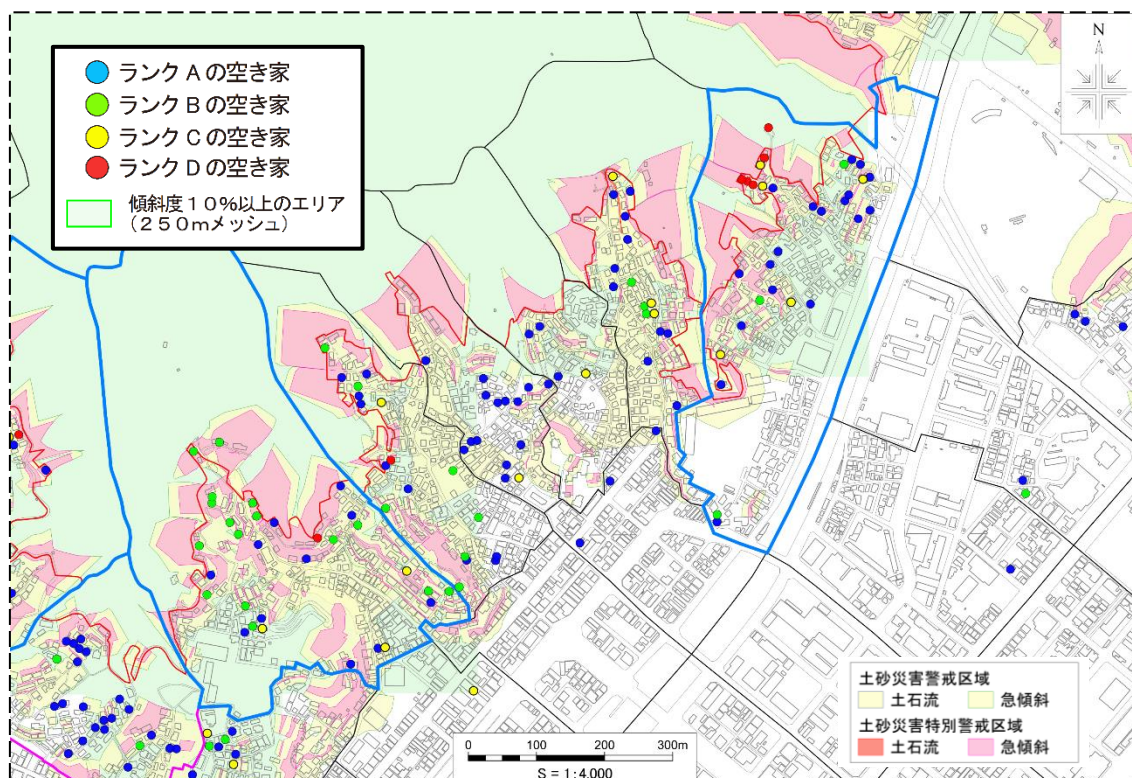 ランクAの空き家
ランクBの空き家
ランクCの空き家
ランクDの空き家
傾斜度10%以上のエリア
(250mメッシュ)
N
土砂災害警戒区域
土石流 急傾斜
土砂災害特別警戒区域
土石流 急傾斜
0 100 200 300m
S = 1:4,000